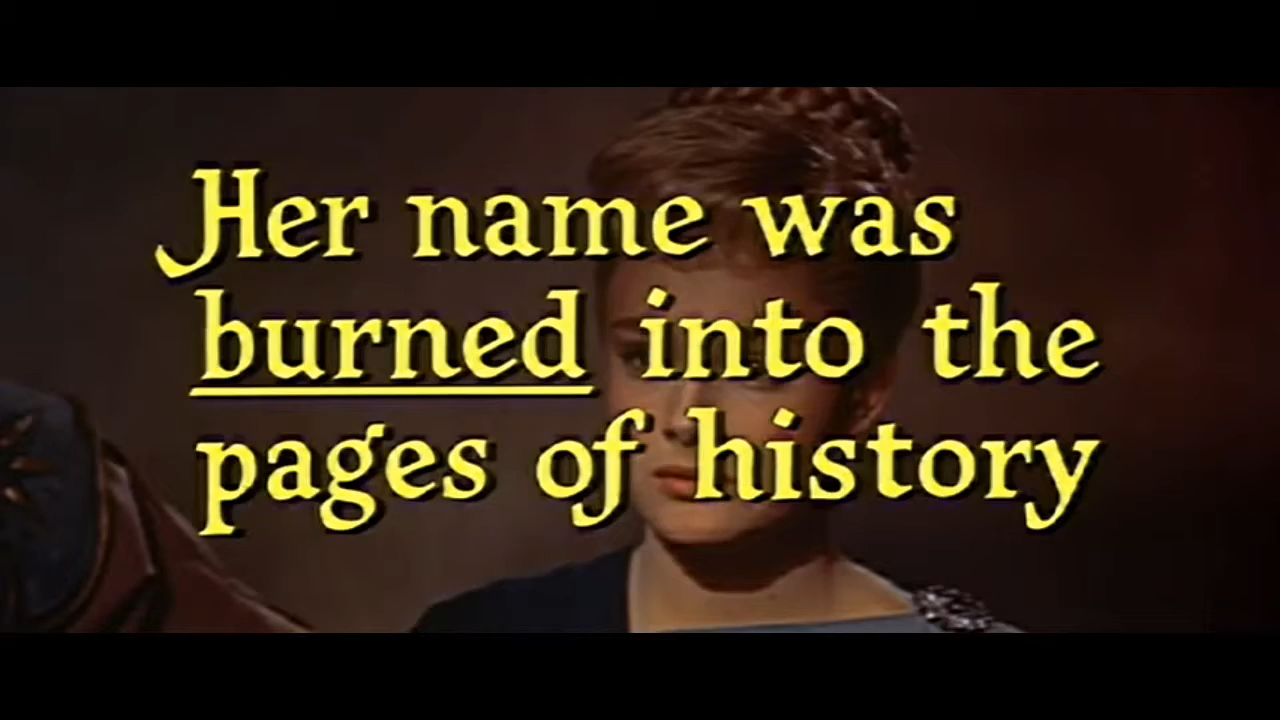 Her name was
burned into the
pages of history